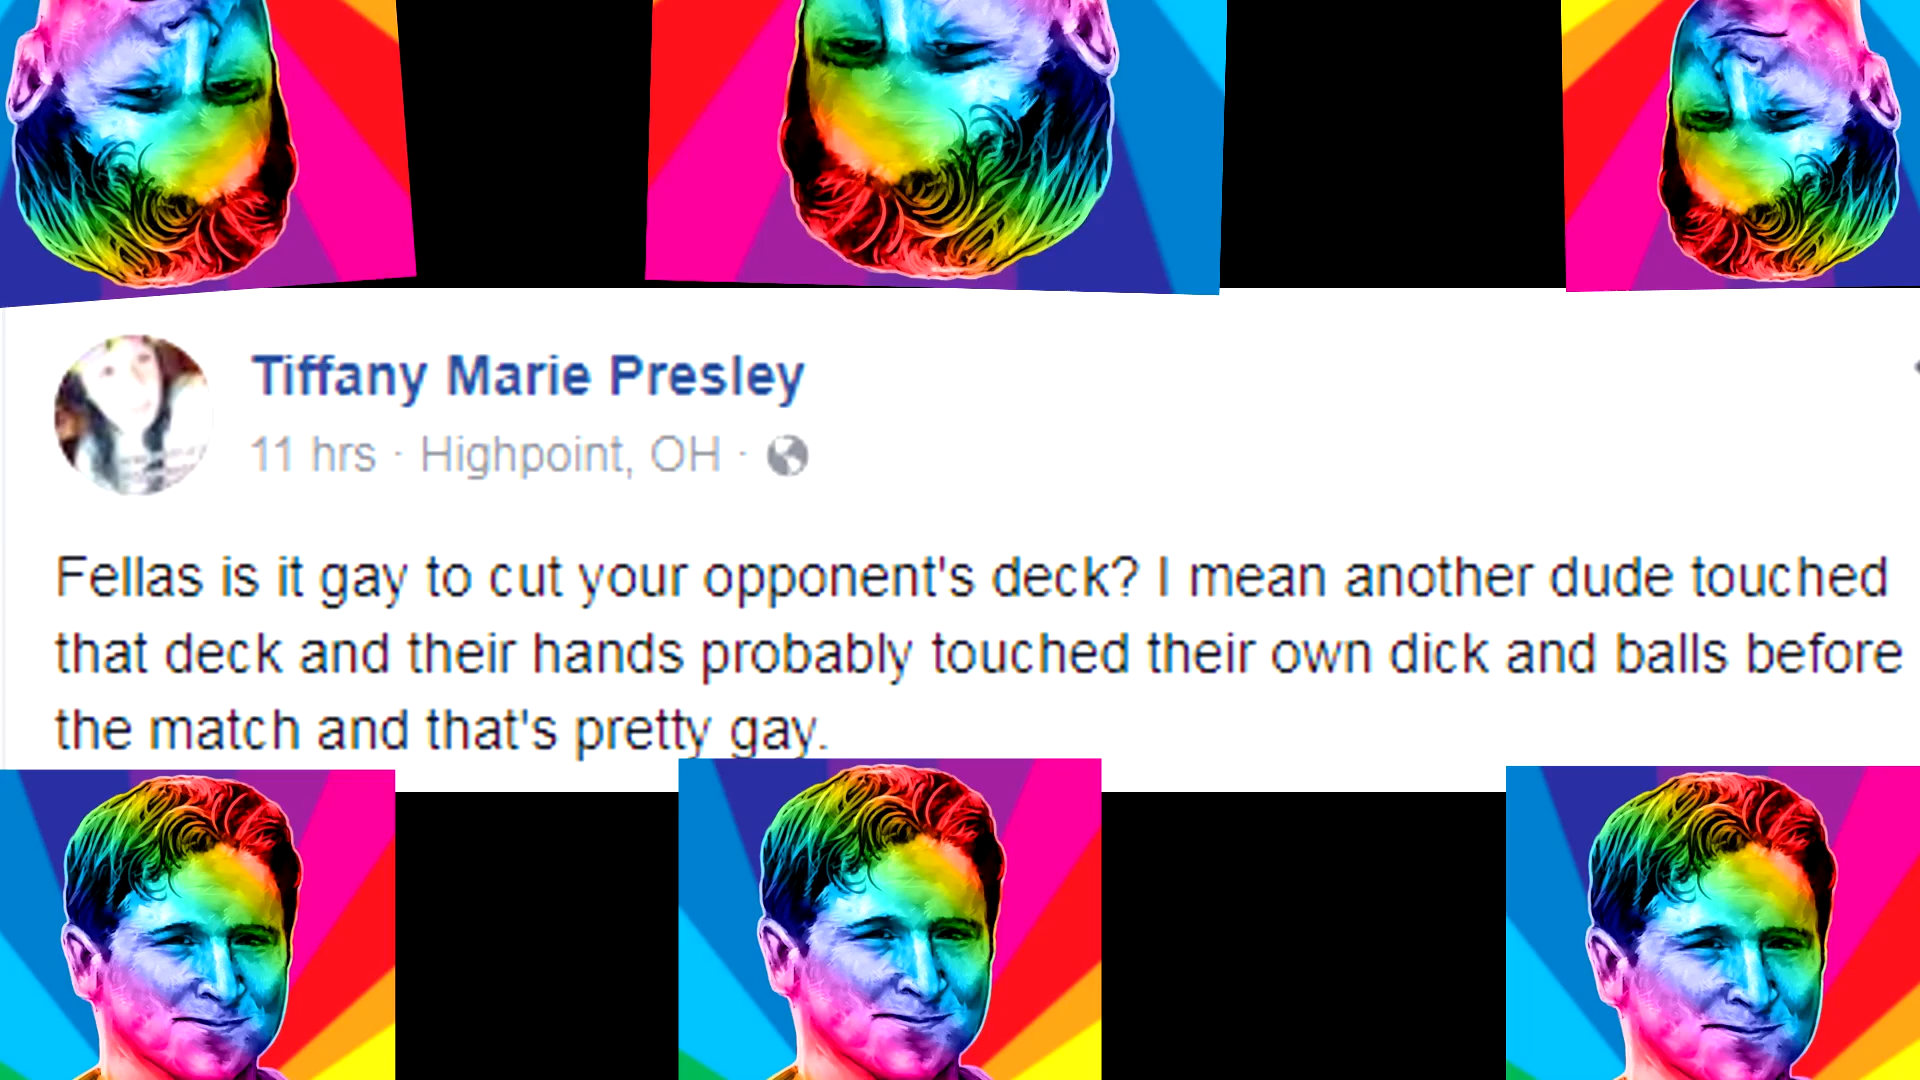 Tiffany Marie Presley
11 hrs · Highpoint, OH ·
Fellas is it gay to cut your opponent's deck? I mean another dude touched
that deck and their hands probably touched their own dick and balls before
the match and that's pretty gay.